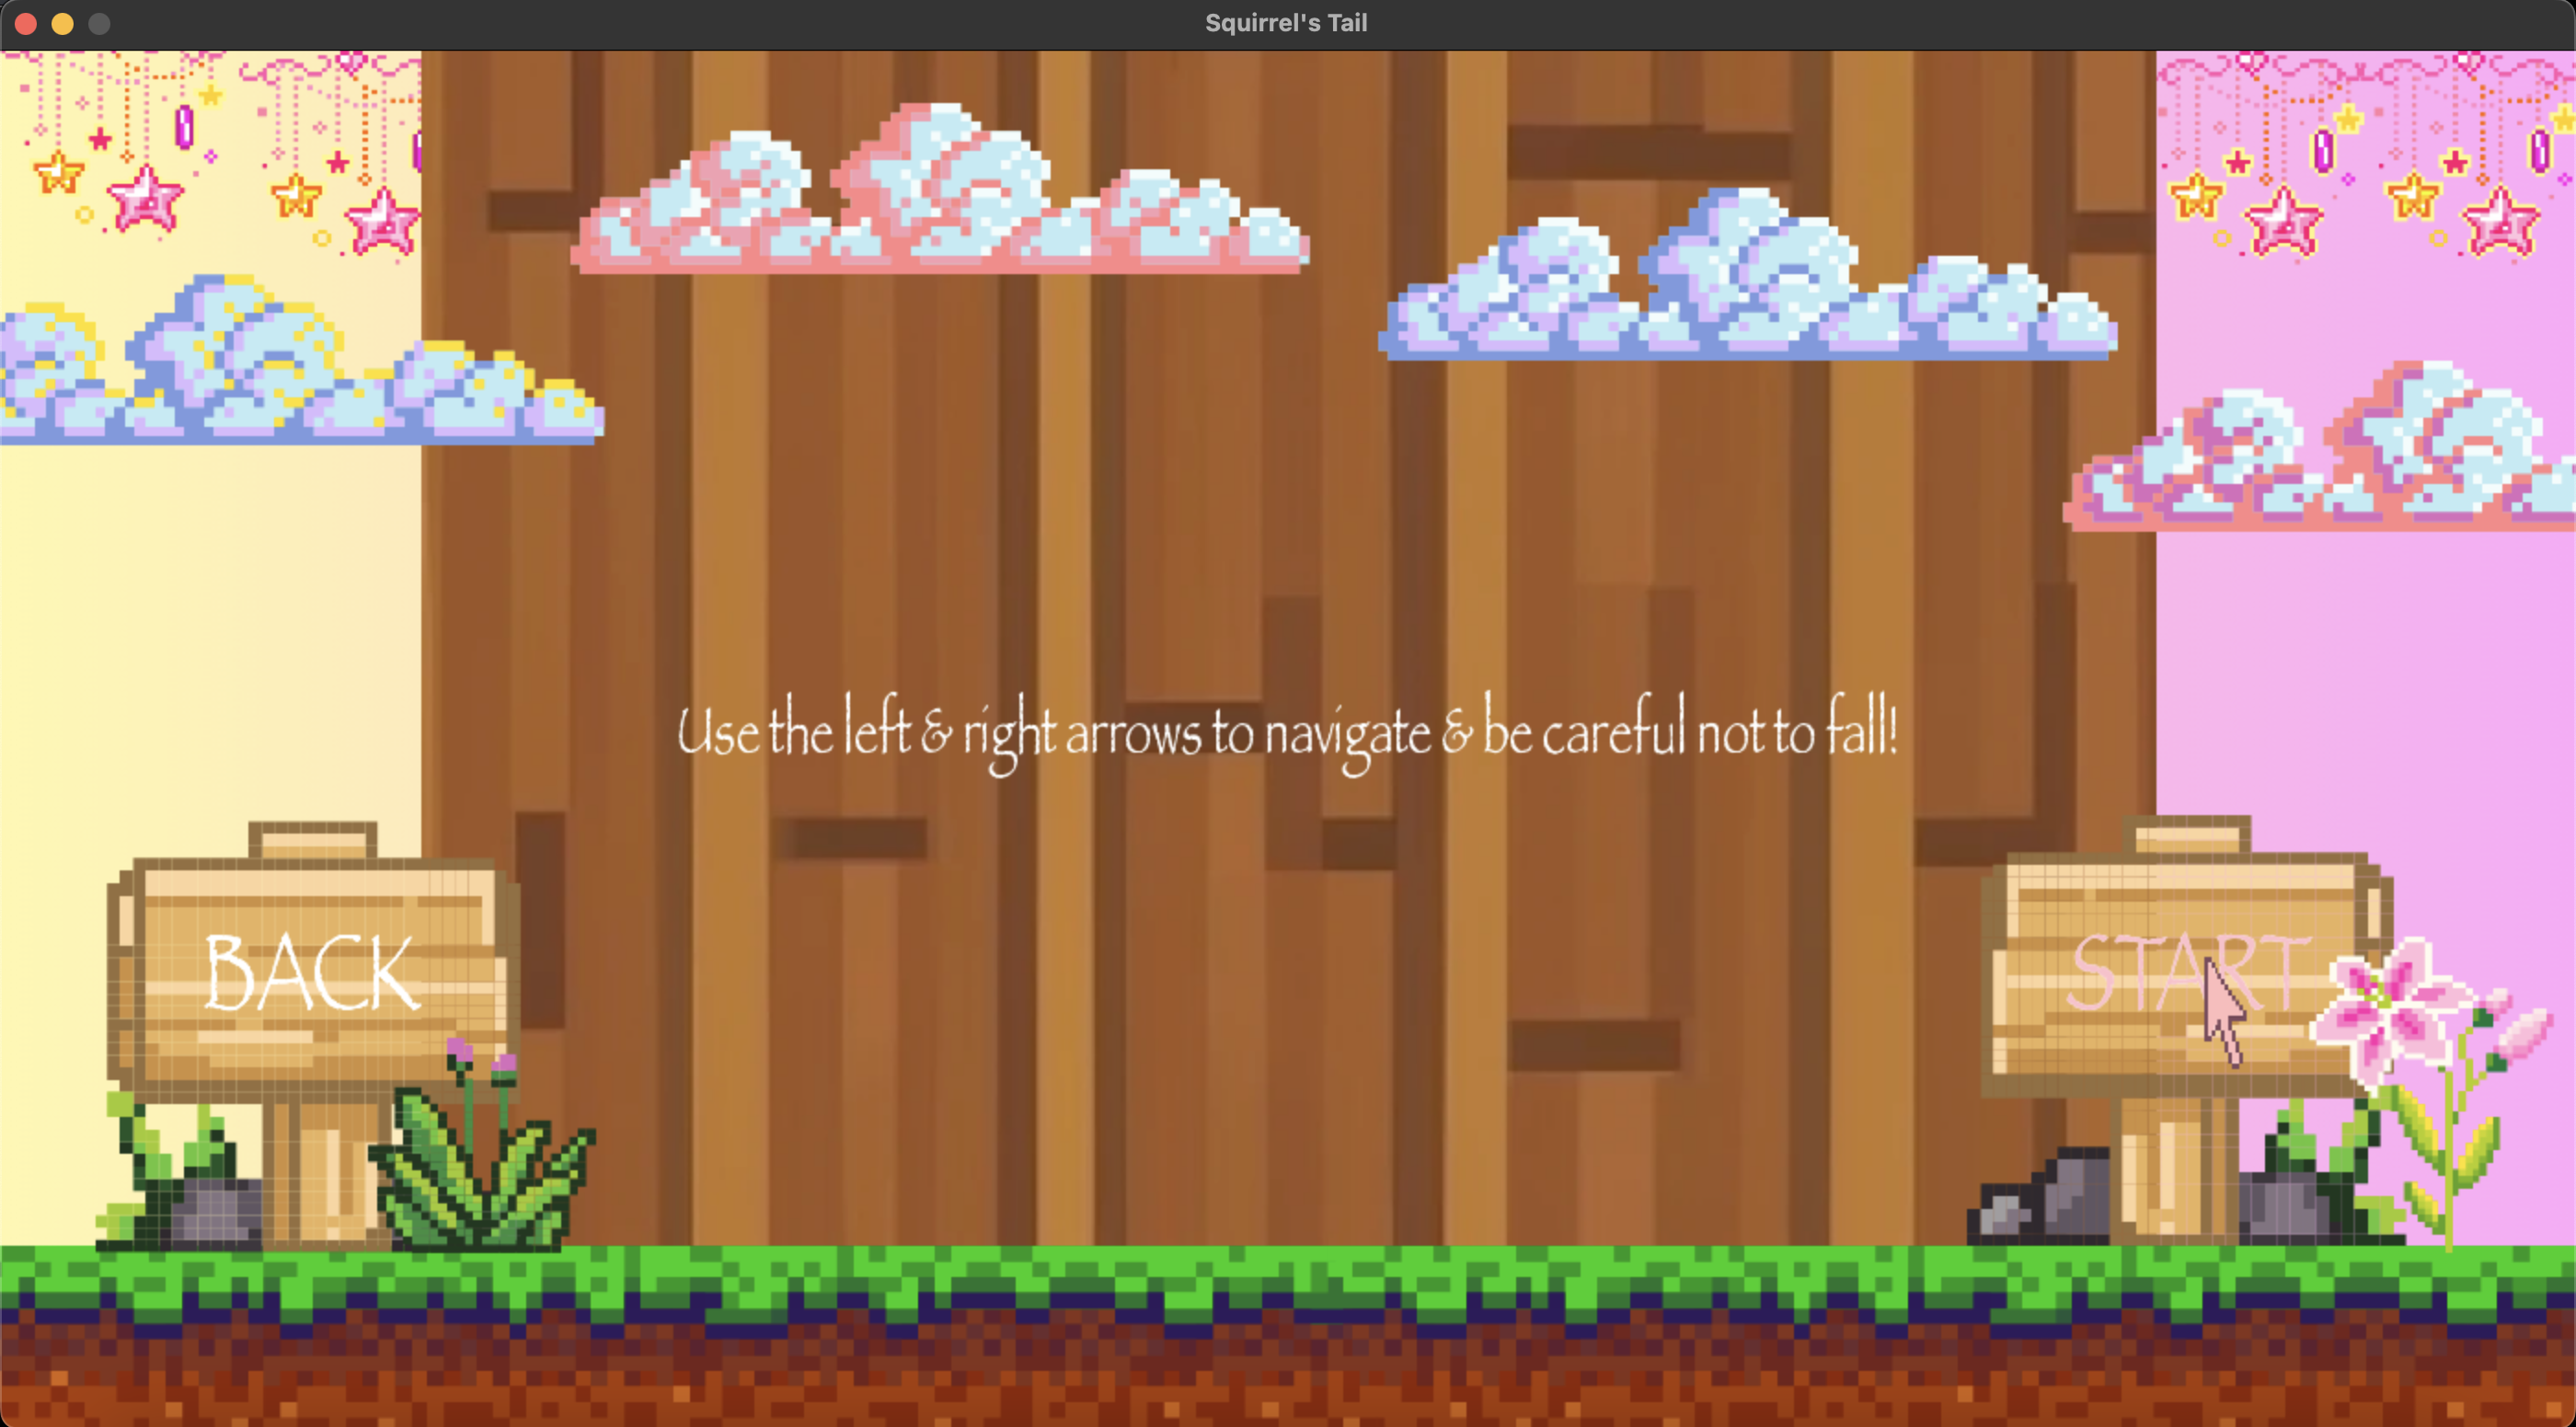 Squirrel's Tail
Use the left & right arrows to navigate & be careful not to fall!
BACK
START